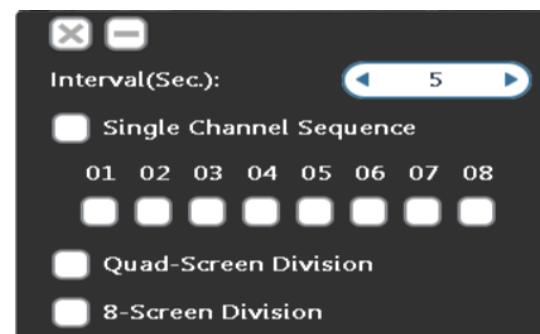 Interval(Sec.): 5
Single Channel Sequence
01 02 03 04 05 06 07 08
Quad-Screen Division
8-Screen Division